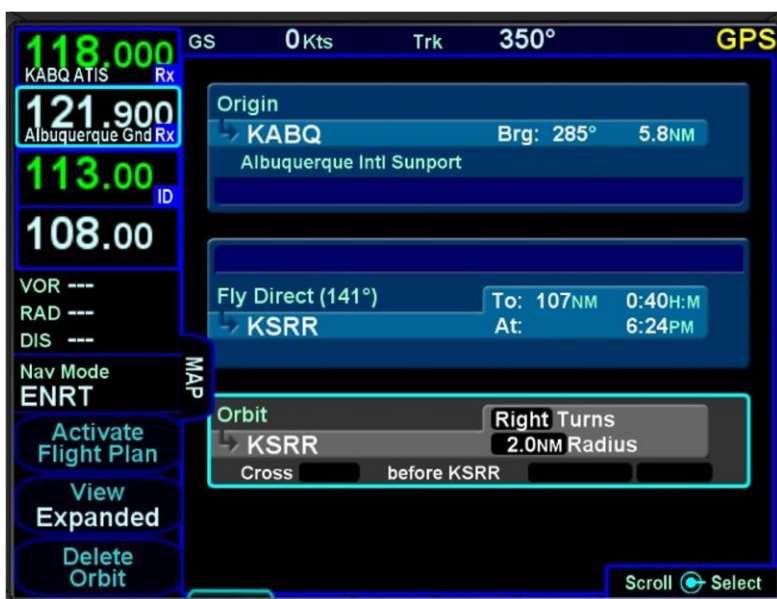 GS 0Kts Trk 350° GPS
118.000
KABQ ATIS Rx
121.900
Albuquerque Gnd Rx
113.00
ID
108.00
VOR ---
RAD ---
DIS ---
Nav Mode
ENRT
Activate
Flight Plan
View
Expanded
Delete
Orbit
MAP
Origin
KABQ Brg: 285° 5.8NM
Albuquerque Intl Sunport
Fly Direct (141°) To: 107NM 0:40H:M
KSRR At: 6:24PM
Orbit Right Turns
KSRR 2.0NM Radius
Cross before KSRR
Scroll Select